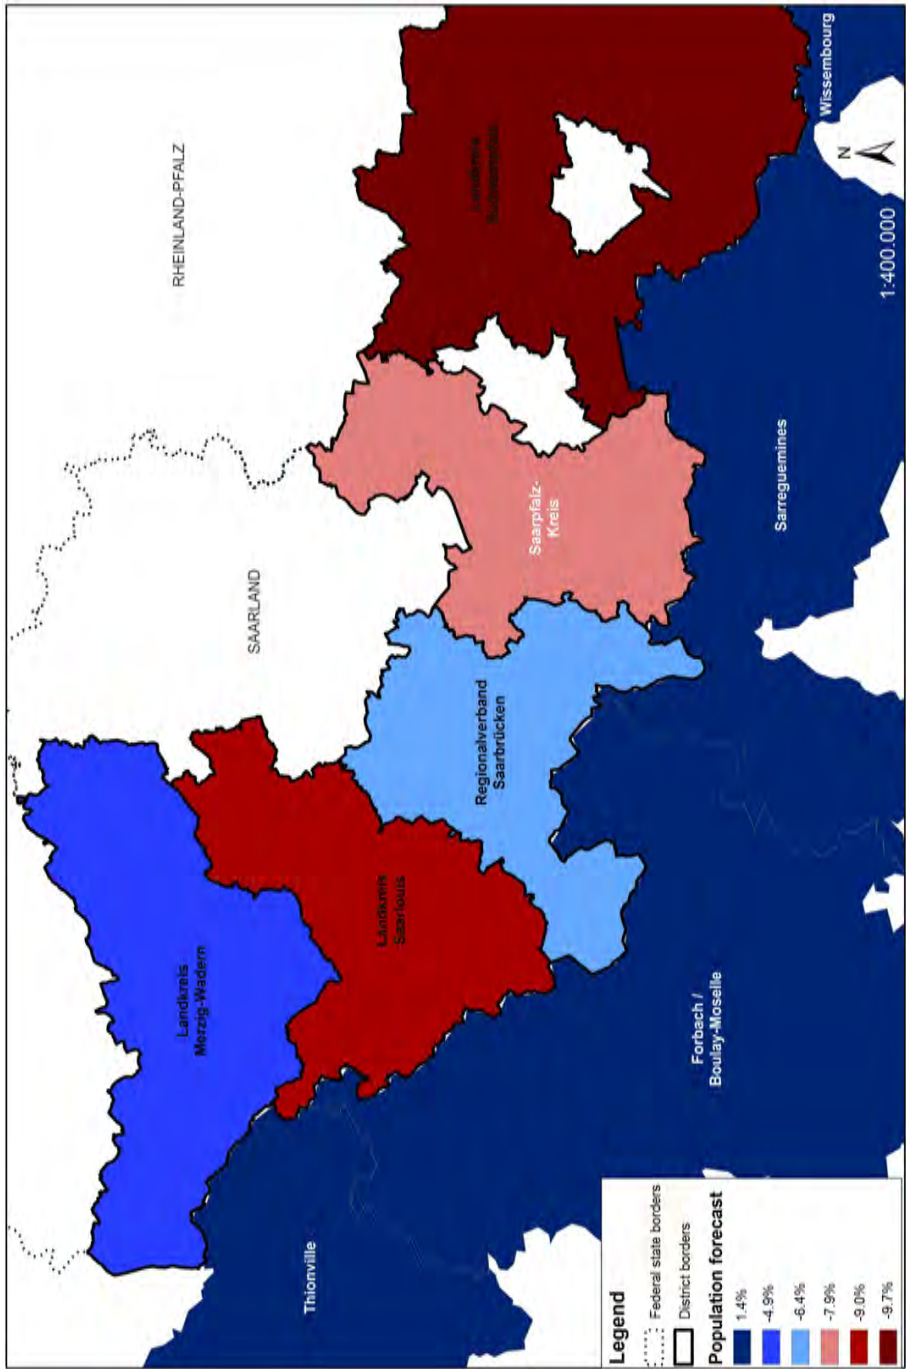 RHEINLAND-PFALZ
SAARLAND
Landkreis
Merzig-Wadern
Landkreis
Saarlouis
Regionalverband
Saarbrücken
Saarpfalz-
Kreis
Landkreis
Südwestpfalz
Thionville
Forbach /
Boulay-Moselle
Sarreguemines
Wissembourg
N
1:400.000
Legend
Federal state borders
District borders
Population forecast
1.4%
-4.9%
-6.4%
-7.9%
-9.0%
-9.7%